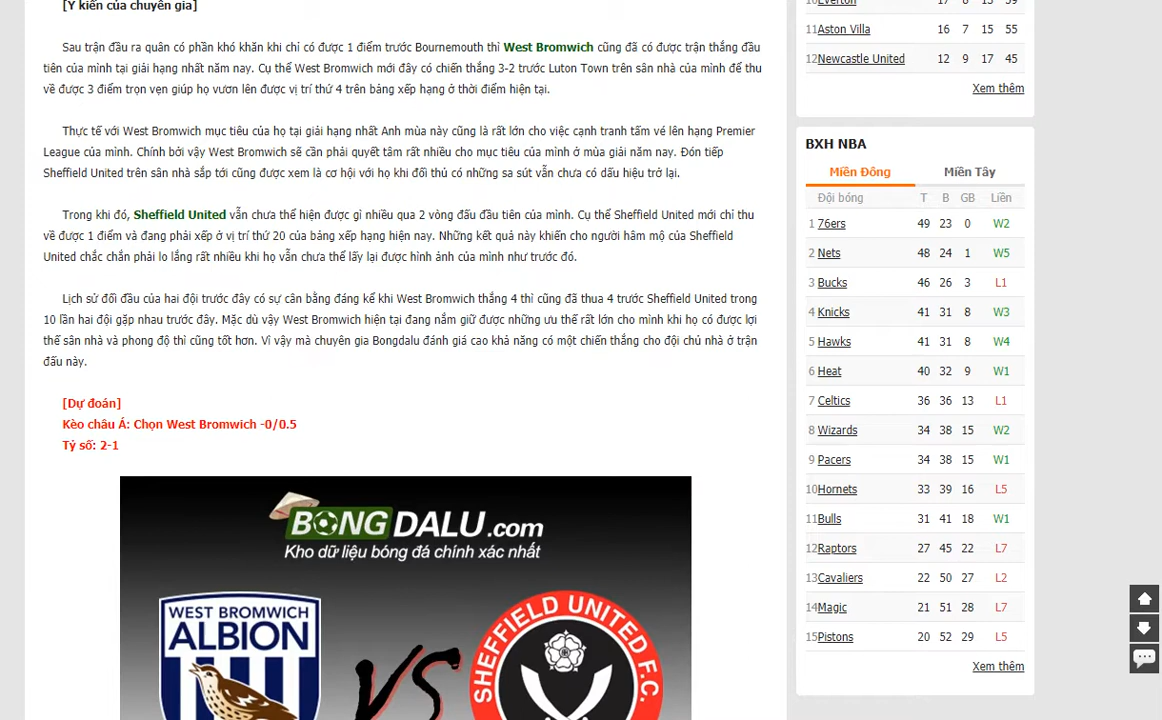 [Ý kiến của chuyên gia]
Sau trận đầu ra quân có phần khó khăn khi chỉ có được 1 điểm trước Bournemouth thì West Bromwich cũng đã có được trận thắng đầu
tiên của mình tại giải hạng nhất năm nay. Cụ thể West Bromwich mới đây có chiến thắng 3-2 trước Luton Town trên sân nhà của mình để thu
về được 3 điểm trọn vẹn giúp họ vươn lên được vị trí thứ 4 trên bảng xếp hạng ở thời điểm hiện tại.
Thực tế với West Bromwich mục tiêu của họ tại giải hạng nhất Anh mùa này cũng là rất lớn cho việc cạnh tranh tấm vé lên hạng Premier
League của mình. Chính bởi vậy West Bromwich sẽ cần phải quyết tâm rất nhiều cho mục tiêu của mình ở mùa giải năm nay. Đón tiếp
Sheffield United trên sân nhà sắp tới cũng được xem là cơ hội với họ khi đối thủ có những sa sút vẫn chưa có dấu hiệu trở lại.
Trong khi đó, Sheffield United vẫn chưa thể hiện được gì nhiều qua 2 vòng đấu đầu tiên của mình. Cụ thể Sheffield United mới chỉ thu
về được 1 điểm và đang phải xếp ở vị trí thứ 20 của bảng xếp hạng hiện nay. Những kết quả này khiến cho người hâm mộ của Sheffield
United chắc chắn phải lo lắng rất nhiều khi họ vẫn chưa thể lấy lại được hình ảnh của mình như trước đó.
Lịch sử đối đầu của hai đội trước đây có sự cân bằng đáng kể khi West Bromwich thắng 4 thì cũng đã thua 4 trước Sheffield United trong
10 lần hai đội gặp nhau trước đây. Mặc dù vậy West Bromwich hiện tại đang nắm giữ được những ưu thế rất lớn cho mình khi họ có được lợi
thế sân nhà và phong độ thì cũng tốt hơn. Vì vậy mà chuyên gia Bongdalu đánh giá cao khả năng có một chiến thắng cho đội chủ nhà ở trận
đấu này.
[Dự đoán]
Kèo châu Á: Chọn West Bromwich -0/0.5
Tỷ số: 2-1
BONGDALU.com
Kho dữ liệu bóng đá chính xác nhất
WEST BROMWICH
ALBION
VS
SHEFFIELD UNITED F.C.
10 Everton 17 8 13 59
11 Aston Villa 16 7 15 55
12 Newcastle United 12 9 17 45
Xem thêm
BXH NBA
Miền Đông Miền Tây
Đội bóng T B GB Liên
1 76ers 49 23 0 W2
2 Nets 48 24 1 W5
3 Bucks 46 26 3 L1
4 Knicks 41 31 8 W3
5 Hawks 41 31 8 W4
6 Heat 40 32 9 W1
7 Celtics 36 36 13 L1
8 Wizards 34 38 15 W2
9 Pacers 34 38 15 W1
10 Hornets 33 39 16 L5
11 Bulls 31 41 18 W1
12 Raptors 27 45 22 L7
13 Cavaliers 22 50 27 L2
14 Magic 21 51 28 L7
15 Pistons 20 52 29 L5
Xem thêm